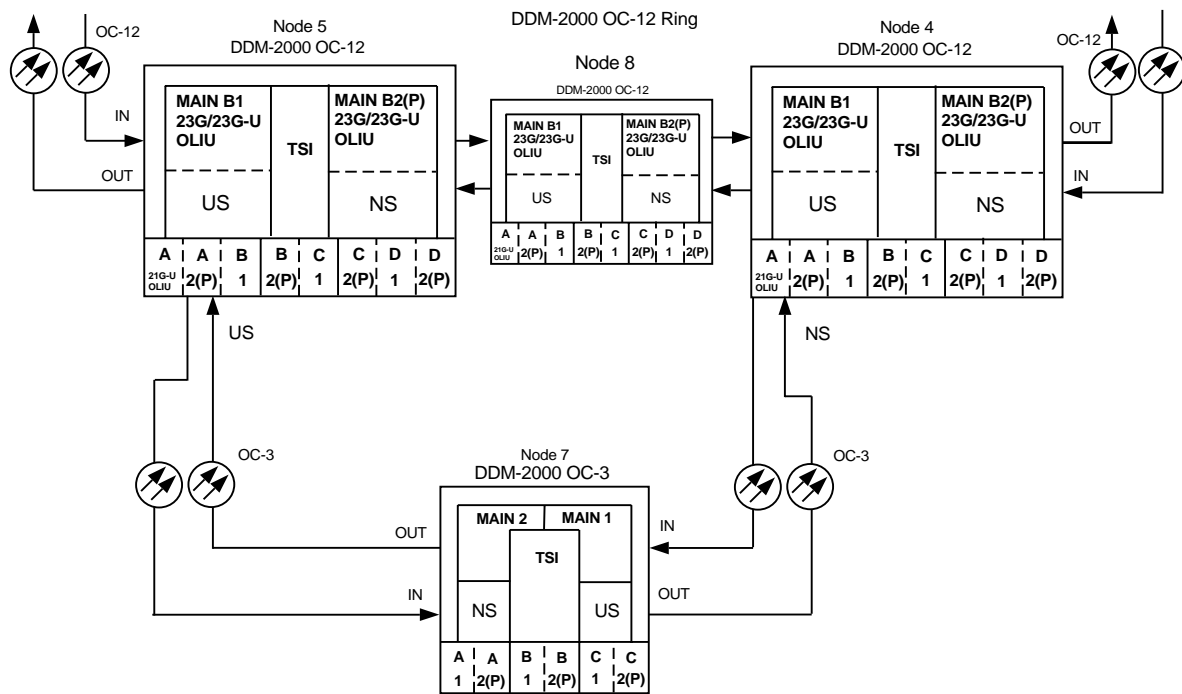 DDM-2000 OC-12 Ring
Node 5
DDM-2000 OC-12
OC-12
IN
OUT
MAIN B1
23G/23G-U
OLIU
TSI
MAIN B2(P)
23G/23G-U
OLIU
US
NS
A A B B C C D D
21G-U
OLIU
2(P) 1 2(P) 1 2(P) 1 2(P)
Node 8
DDM-2000 OC-12
MAIN B1
23G/23G-U
OLIU
TSI
MAIN B2(P)
23G/23G-U
OLIU
US
NS
A A B B C C D D
21G-U
OLIU
2(P) 1 2(P) 1 2(P) 1 2(P)
Node 4
DDM-2000 OC-12
OC-12
OUT
IN
MAIN B1
23G/23G-U
OLIU
TSI
MAIN B2(P)
23G/23G-U
OLIU
US
NS
A A B B C C D D
21G-U
OLIU
2(P) 1 2(P) 1 2(P) 1 2(P)
US
NS
OC-3
OC-3
Node 7
DDM-2000 OC-3
MAIN 2 MAIN 1
TSI
NS
US
OUT
IN
IN
OUT
A A B B C C
1 2(P) 1 2(P) 1 2(P)